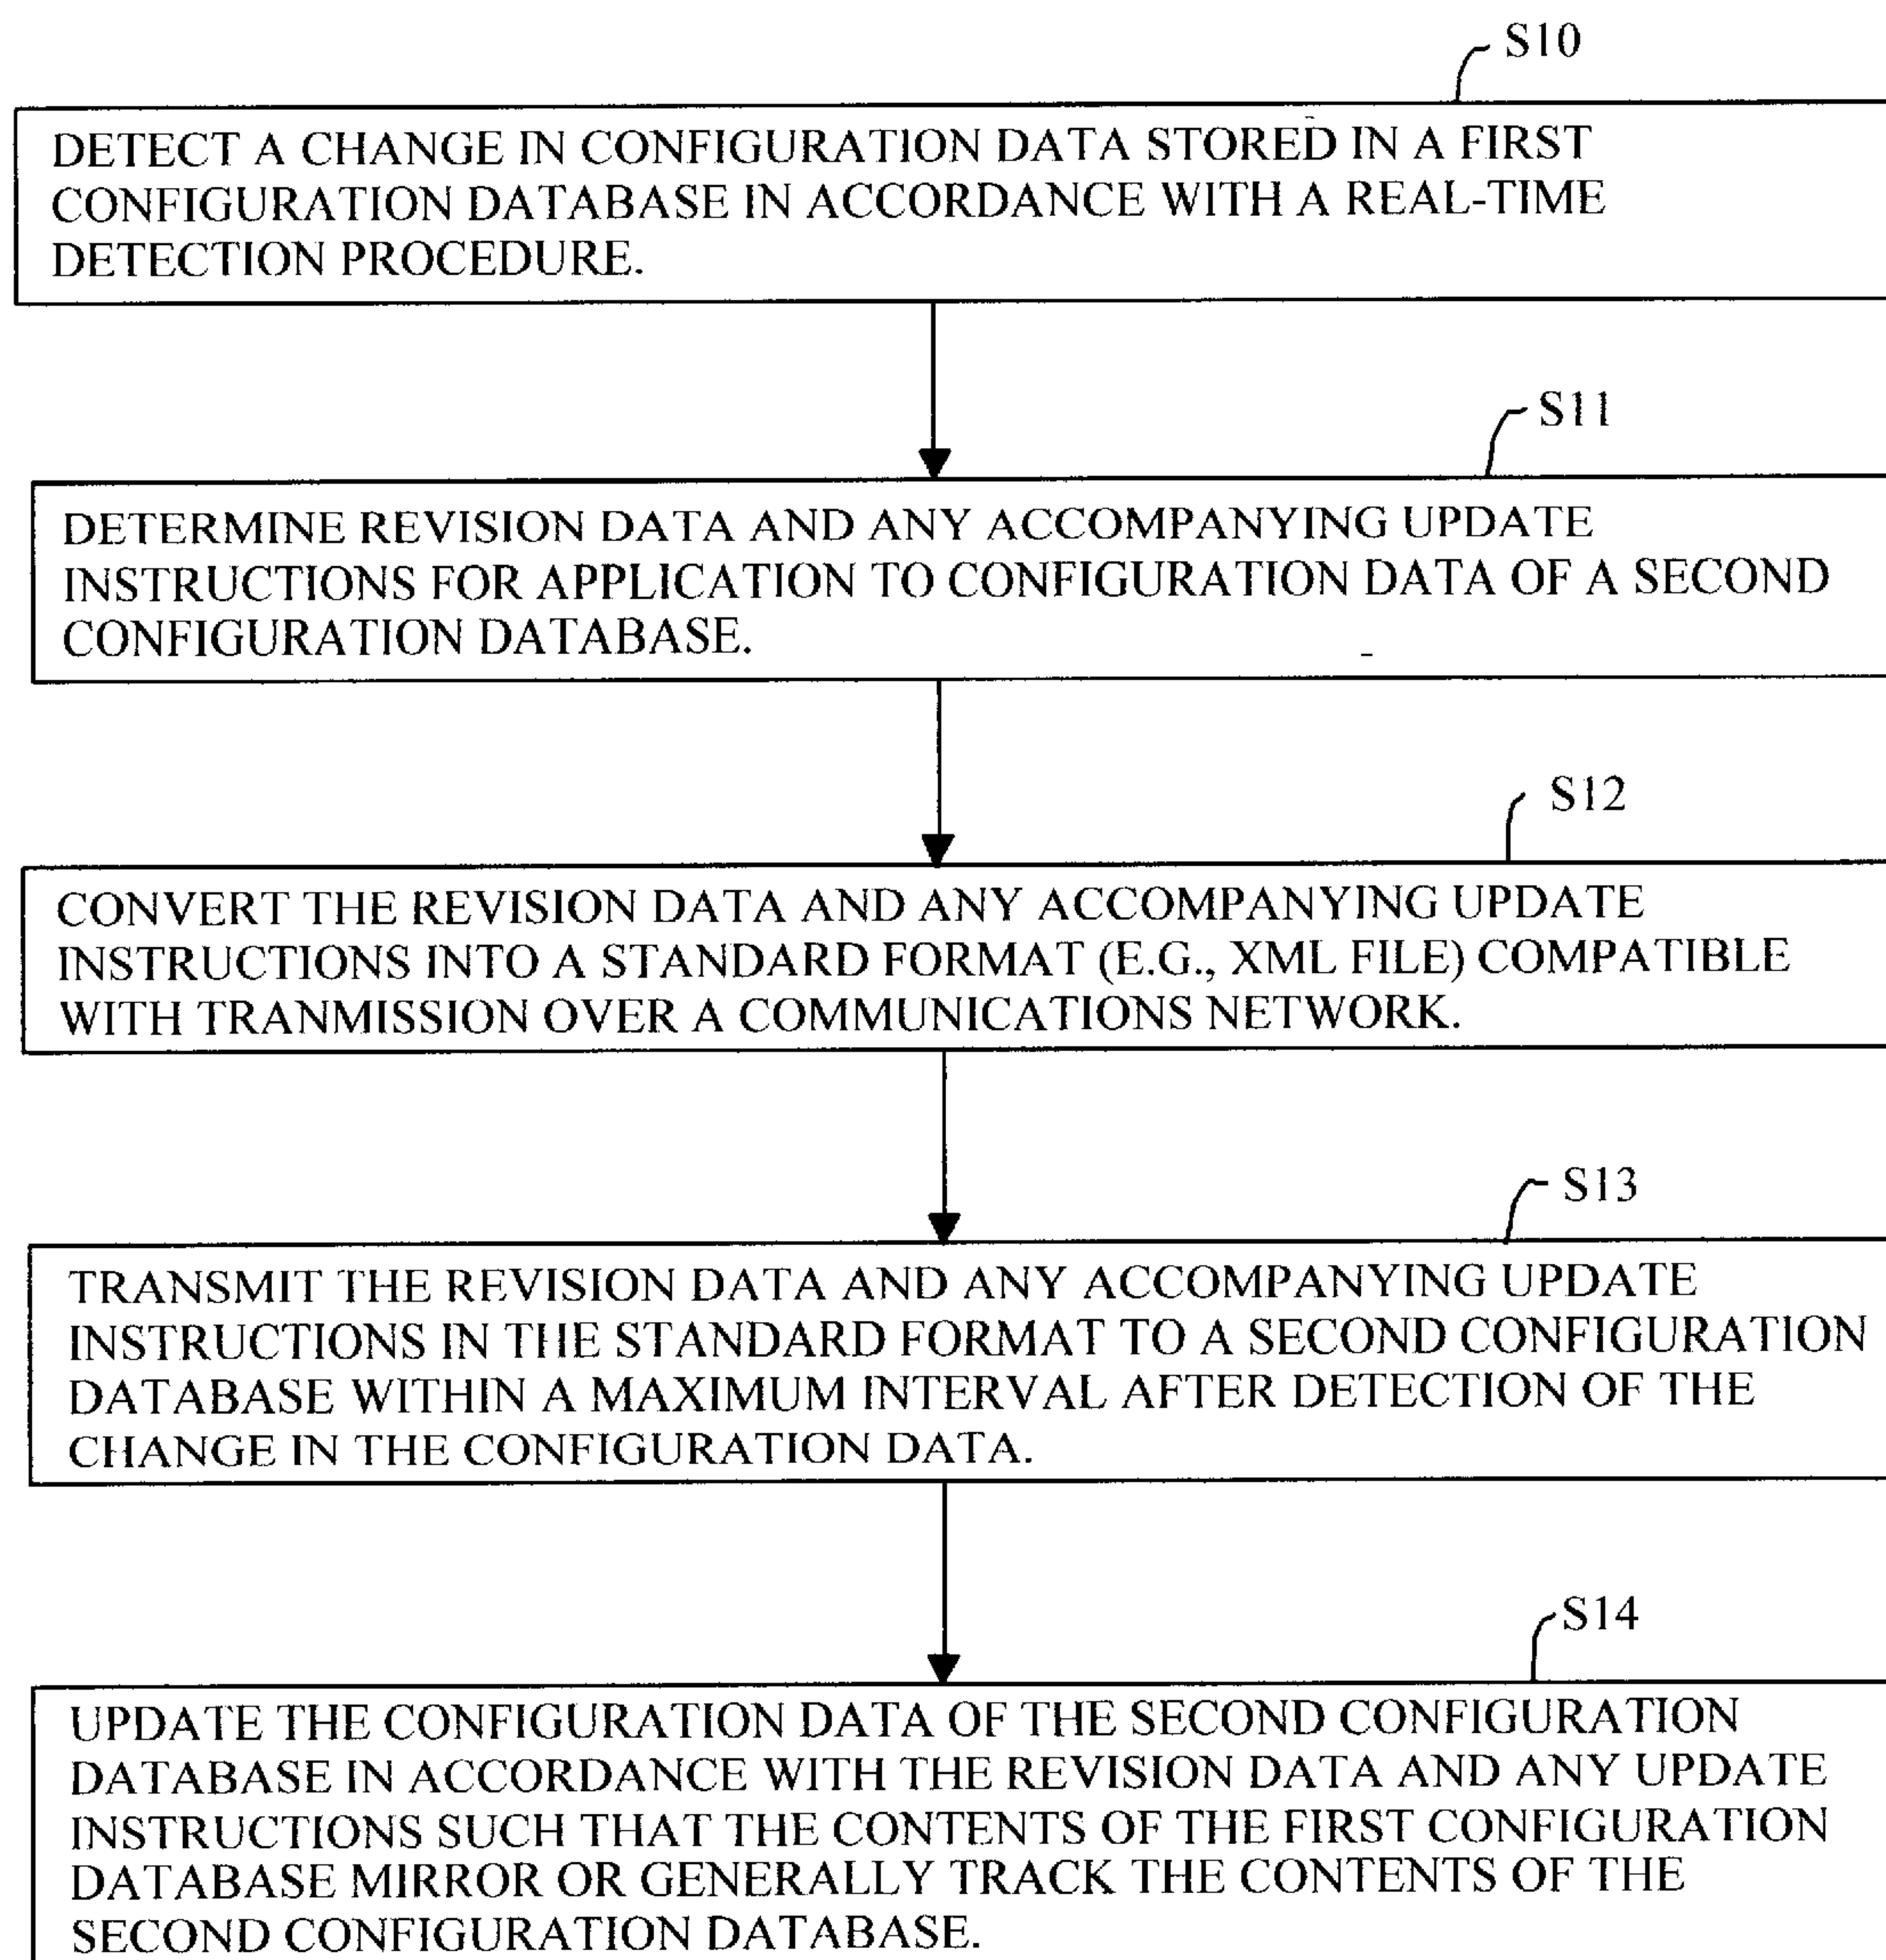 S10
DETECT A CHANGE IN CONFIGURATION DATA STORED IN A FIRST
CONFIGURATION DATABASE IN ACCORDANCE WITH A REAL-TIME
DETECTION PROCEDURE.
S11
DETERMINE REVISION DATA AND ANY ACCOMPANYING UPDATE
INSTRUCTIONS FOR APPLICATION TO CONFIGURATION DATA OF A SECOND
CONFIGURATION DATABASE.
S12
CONVERT THE REVISION DATA AND ANY ACCOMPANYING UPDATE
INSTRUCTIONS INTO A STANDARD FORMAT (E.G., XML FILE) COMPATIBLE
WITH TRANMISSION OVER A COMMUNICATIONS NETWORK.
S13
TRANSMIT THE REVISION DATA AND ANY ACCOMPANYING UPDATE
INSTRUCTIONS IN THE STANDARD FORMAT TO A SECOND CONFIGURATION
DATABASE WITHIN A MAXIMUM INTERVAL AFTER DETECTION OF THE
CHANGE IN THE CONFIGURATION DATA.
S14
UPDATE THE CONFIGURATION DATA OF THE SECOND CONFIGURATION
DATABASE IN ACCORDANCE WITH THE REVISION DATA AND ANY UPDATE
INSTRUCTIONS SUCH THAT THE CONTENTS OF THE FIRST CONFIGURATION
DATABASE MIRROR OR GENERALLY TRACK THE CONTENTS OF THE
SECOND CONFIGURATION DATABASE.